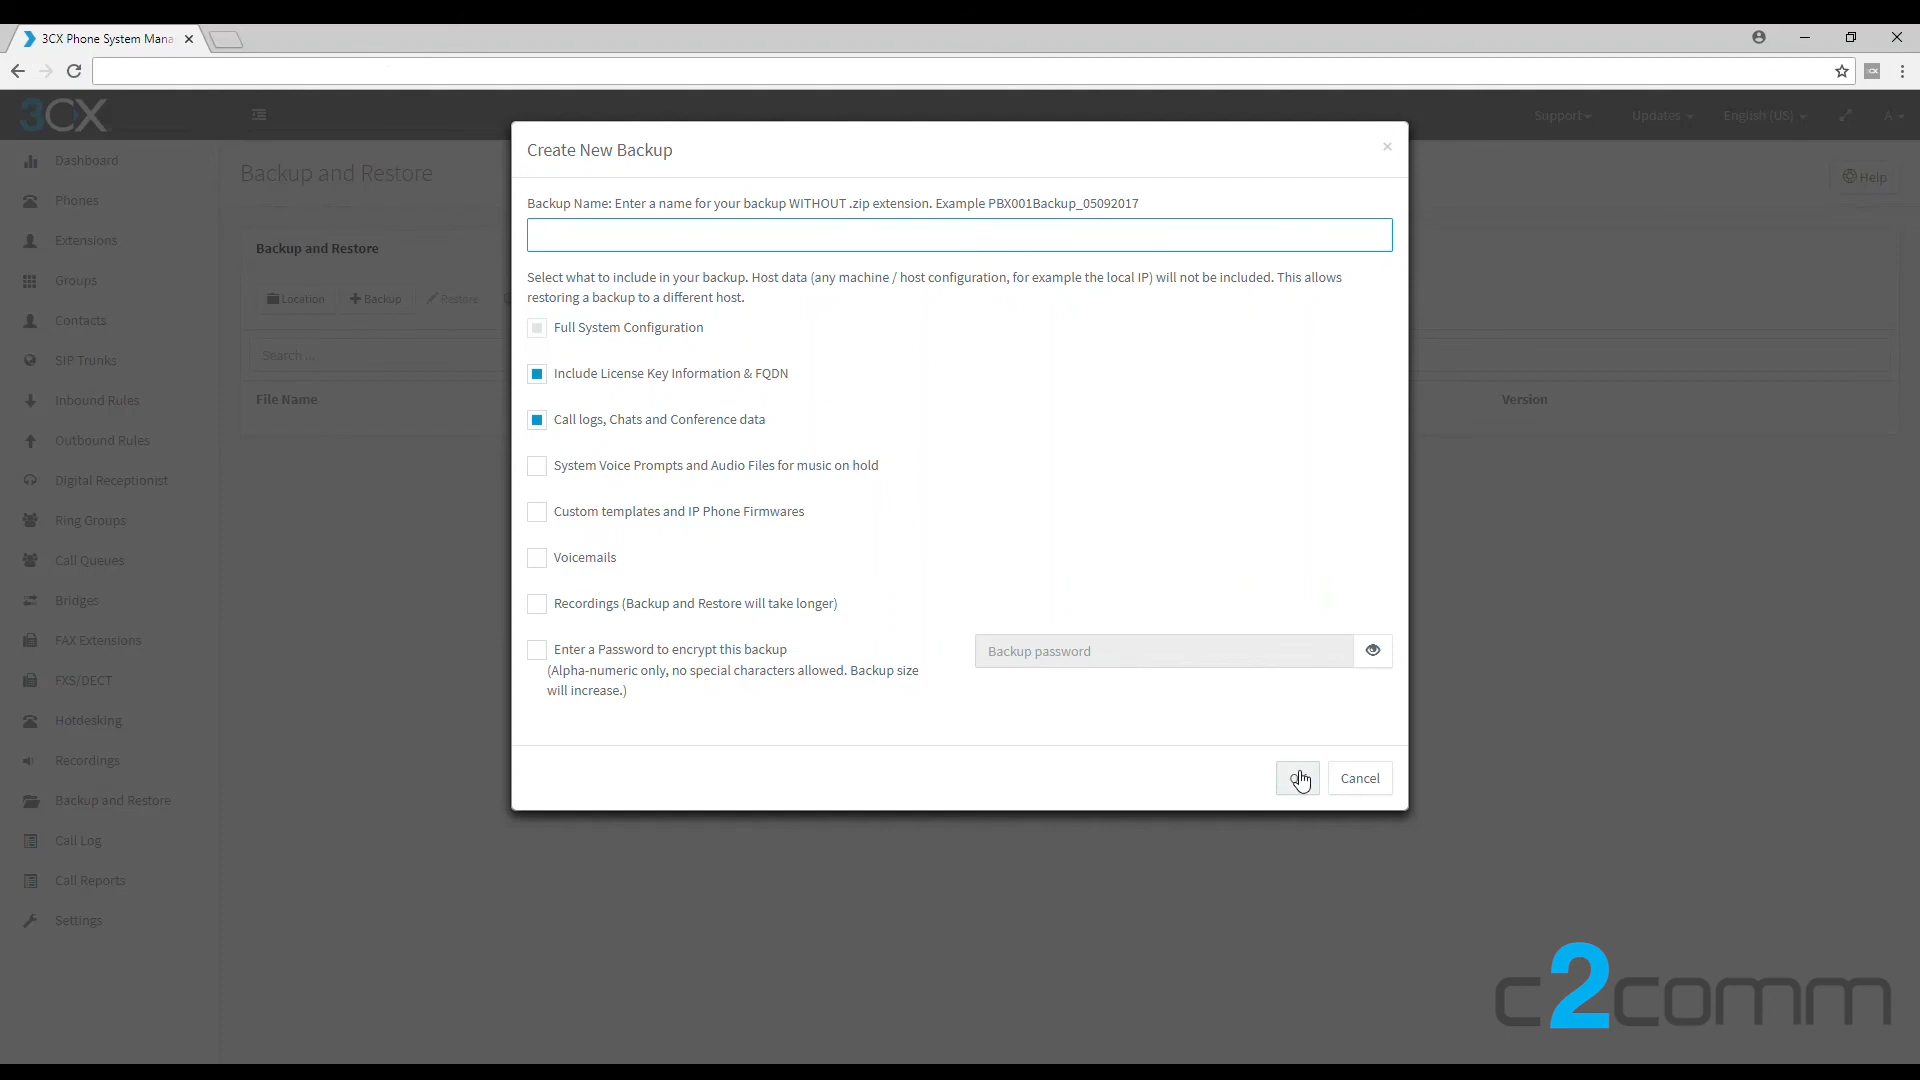 3CX Phone System Mana
3CX
Support
Updates
English (US)
A
Dashboard
Phones
Extensions
Groups
Contacts
SIP Trunks
Inbound Rules
Outbound Rules
Digital Receptionist
Ring Groups
Call Queues
Bridges
FAX Extensions
FXS/DECT
Hotdesking
Recordings
Backup and Restore
Call Log
Call Reports
Settings
Backup and Restore
Help
Backup and Restore
Location
Backup
Restore
Search ...
File Name
Version
Create New Backup
Backup Name: Enter a name for your backup WITHOUT .zip extension. Example PBX001Backup_05092017
Select what to include in your backup. Host data (any machine / host configuration, for example the local IP) will not be included. This allows
restoring a backup to a different host.
Full System Configuration
Include License Key Information & FQDN
Call logs, Chats and Conference data
System Voice Prompts and Audio Files for music on hold
Custom templates and IP Phone Firmwares
Voicemails
Recordings (Backup and Restore will take longer)
Enter a Password to encrypt this backup
(Alpha-numeric only, no special characters allowed. Backup size
will increase.)
Backup password
Cancel
c2comm